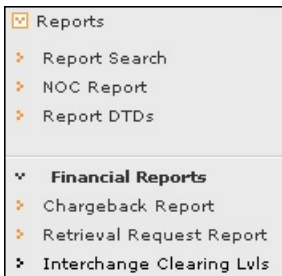 Reports
Report Search
NOC Report
Report DTDs
Financial Reports
Chargeback Report
Retrieval Request Report
Interchange Clearing Lvls